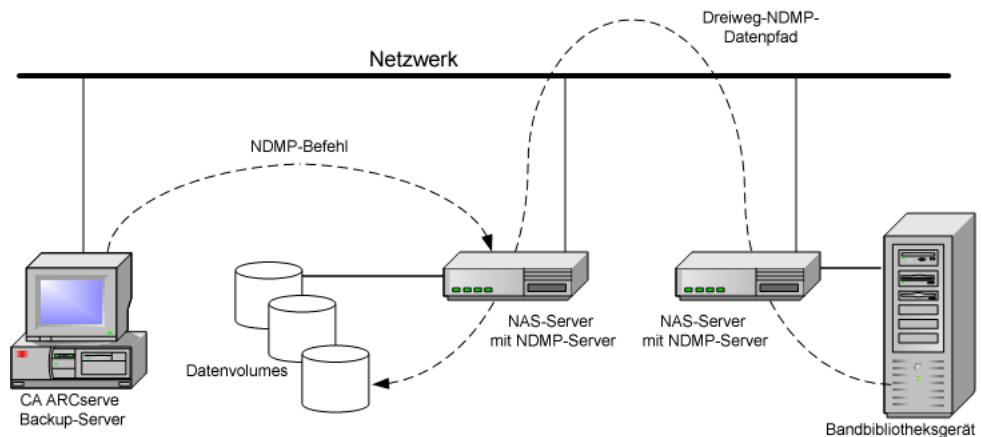 Dreiweg-NDMP-
Datenpfad
Netzwerk
NDMP-Befehl
NAS-Server
mit NDMP-Server
NAS-Server
mit NDMP-Server
Datenvolumes
CA ARCserve
Backup-Server
Bandbibliotheksgerät